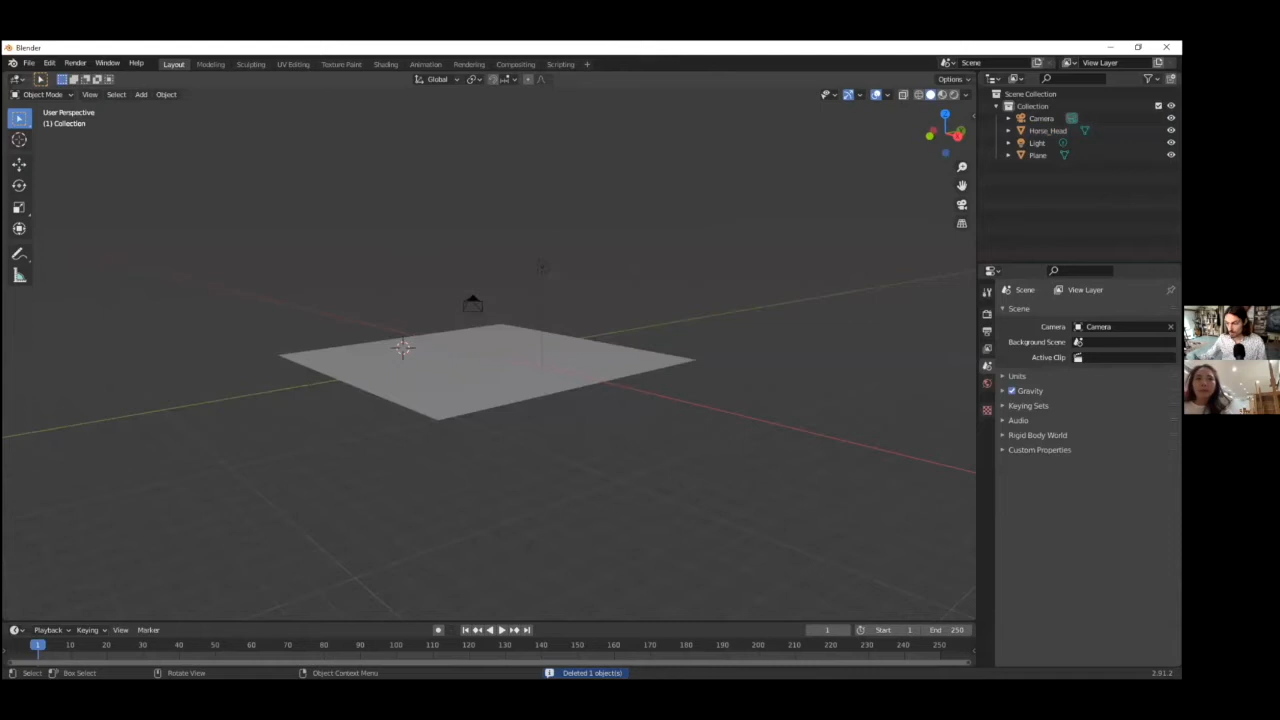 Blender
File Edit Render Window Help Layout Modeling Sculpting UV Editing Texture Paint Shading Animation Rendering Compositing Scripting + Scene View Layer
Global Options
Object Mode View Select Add Object
User Perspective
(1) Collection
Z
Scene Collection
Collection
Camera
Horse_Head
Light
Plane
Scene View Layer
Scene
Camera Camera
Background Scene
Active Clip
Units
Gravity
Keying Sets
Audio
Rigid Body World
Custom Properties
Playback Keying View Marker 1 Start 1 End 250
1 10 20 30 40 50 60 70 80 90 100 110 120 130 140 150 160 170 180 190 200 210 220 230 240 250
Select Box Select Rotate View Object Context Menu Deleted 1 object(s) 2.91.2